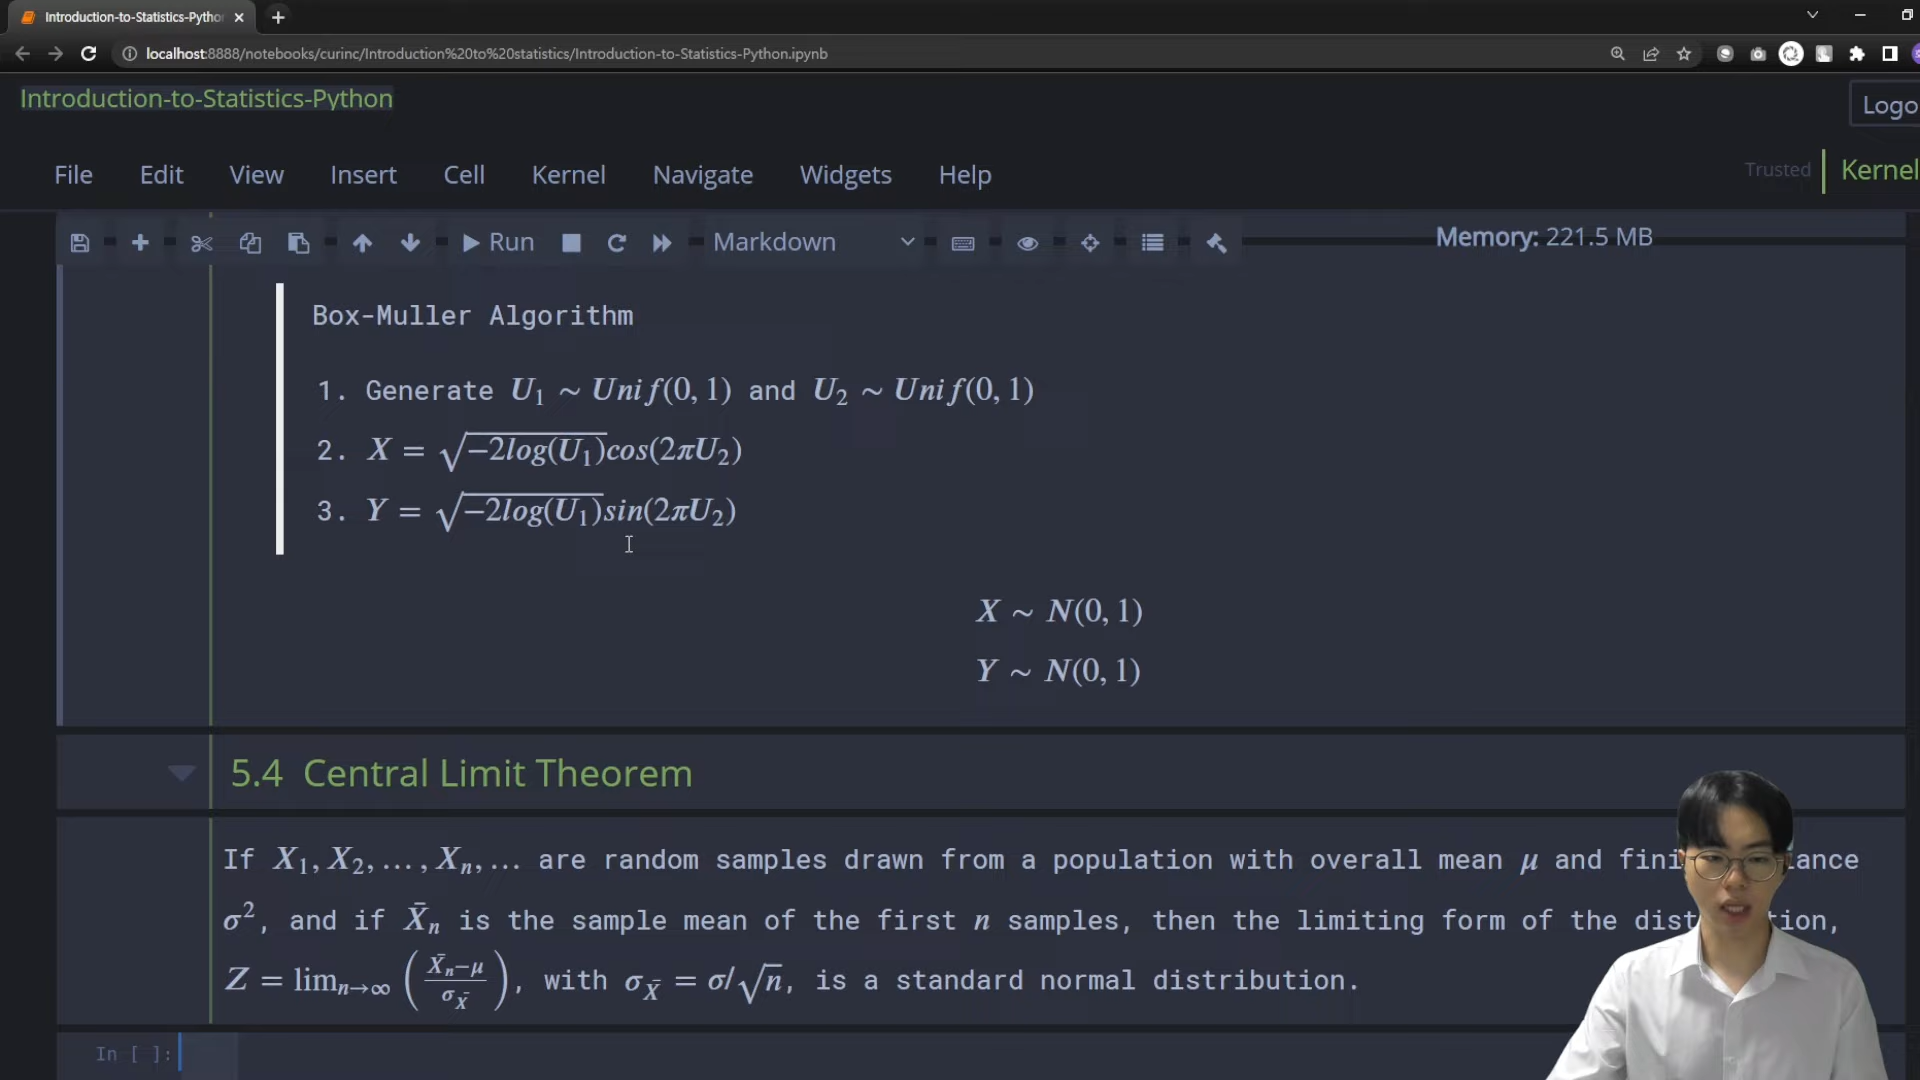 Introduction-to-Statistics-Pytho
localhost:8888/notebooks/curinc/Introduction%20to%20statistics/Introduction-to-Statistics-Python.ipynb
Introduction-to-Statistics-Python
Logo
File Edit View Insert Cell Kernel Navigate Widgets Help
Trusted
Kernel
Run
Markdown
Memory: 221.5 MB
Box-Muller Algorithm
1. Generate U₁ ∼ Unif(0, 1) and U₂ ∼ Unif(0, 1)
2. X = √(−2log(U₁))cos(2πU₂)
3. Y = √(−2log(U₁))sin(2πU₂)
X ∼ N(0, 1)
Y ∼ N(0, 1)
5.4 Central Limit Theorem
If X₁, X₂, … , Xₙ, … are random samples drawn from a population with overall mean μ and fini ance
σ², and if X̄ₙ is the sample mean of the first n samples, then the limiting form of the dist tion,
Z = limₙ→∞ ((X̄ₙ−μ)/σ_X̄), with σ_X̄ = σ/√n, is a standard normal distribution.
In [ ]: